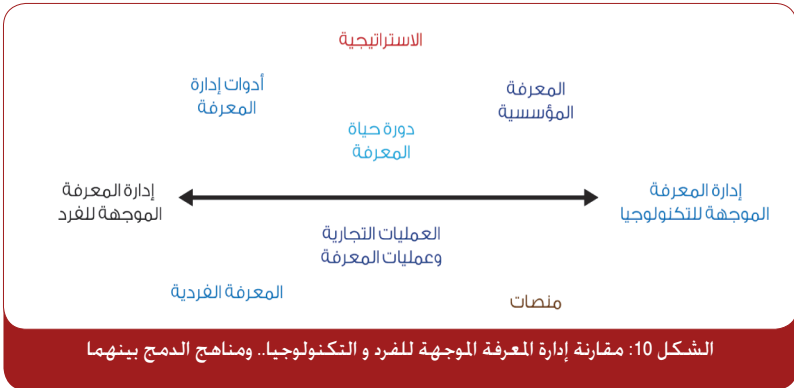 الاستراتيجية
المعرفة
المؤسسية
أدوات إدارة
المعرفة
دورة حياة
المعرفة
إدارة المعرفة
الموجهة للتكنولوجيا
إدارة المعرفة
الموجهة للفرد
العمليات التجارية
وعمليات المعرفة
منصات
المعرفة الفردية
الشكل 10: مقارنة إدارة المعرفة الموجهة للفرد و التكنولوجيا.. ومناهج الدمج بينهما